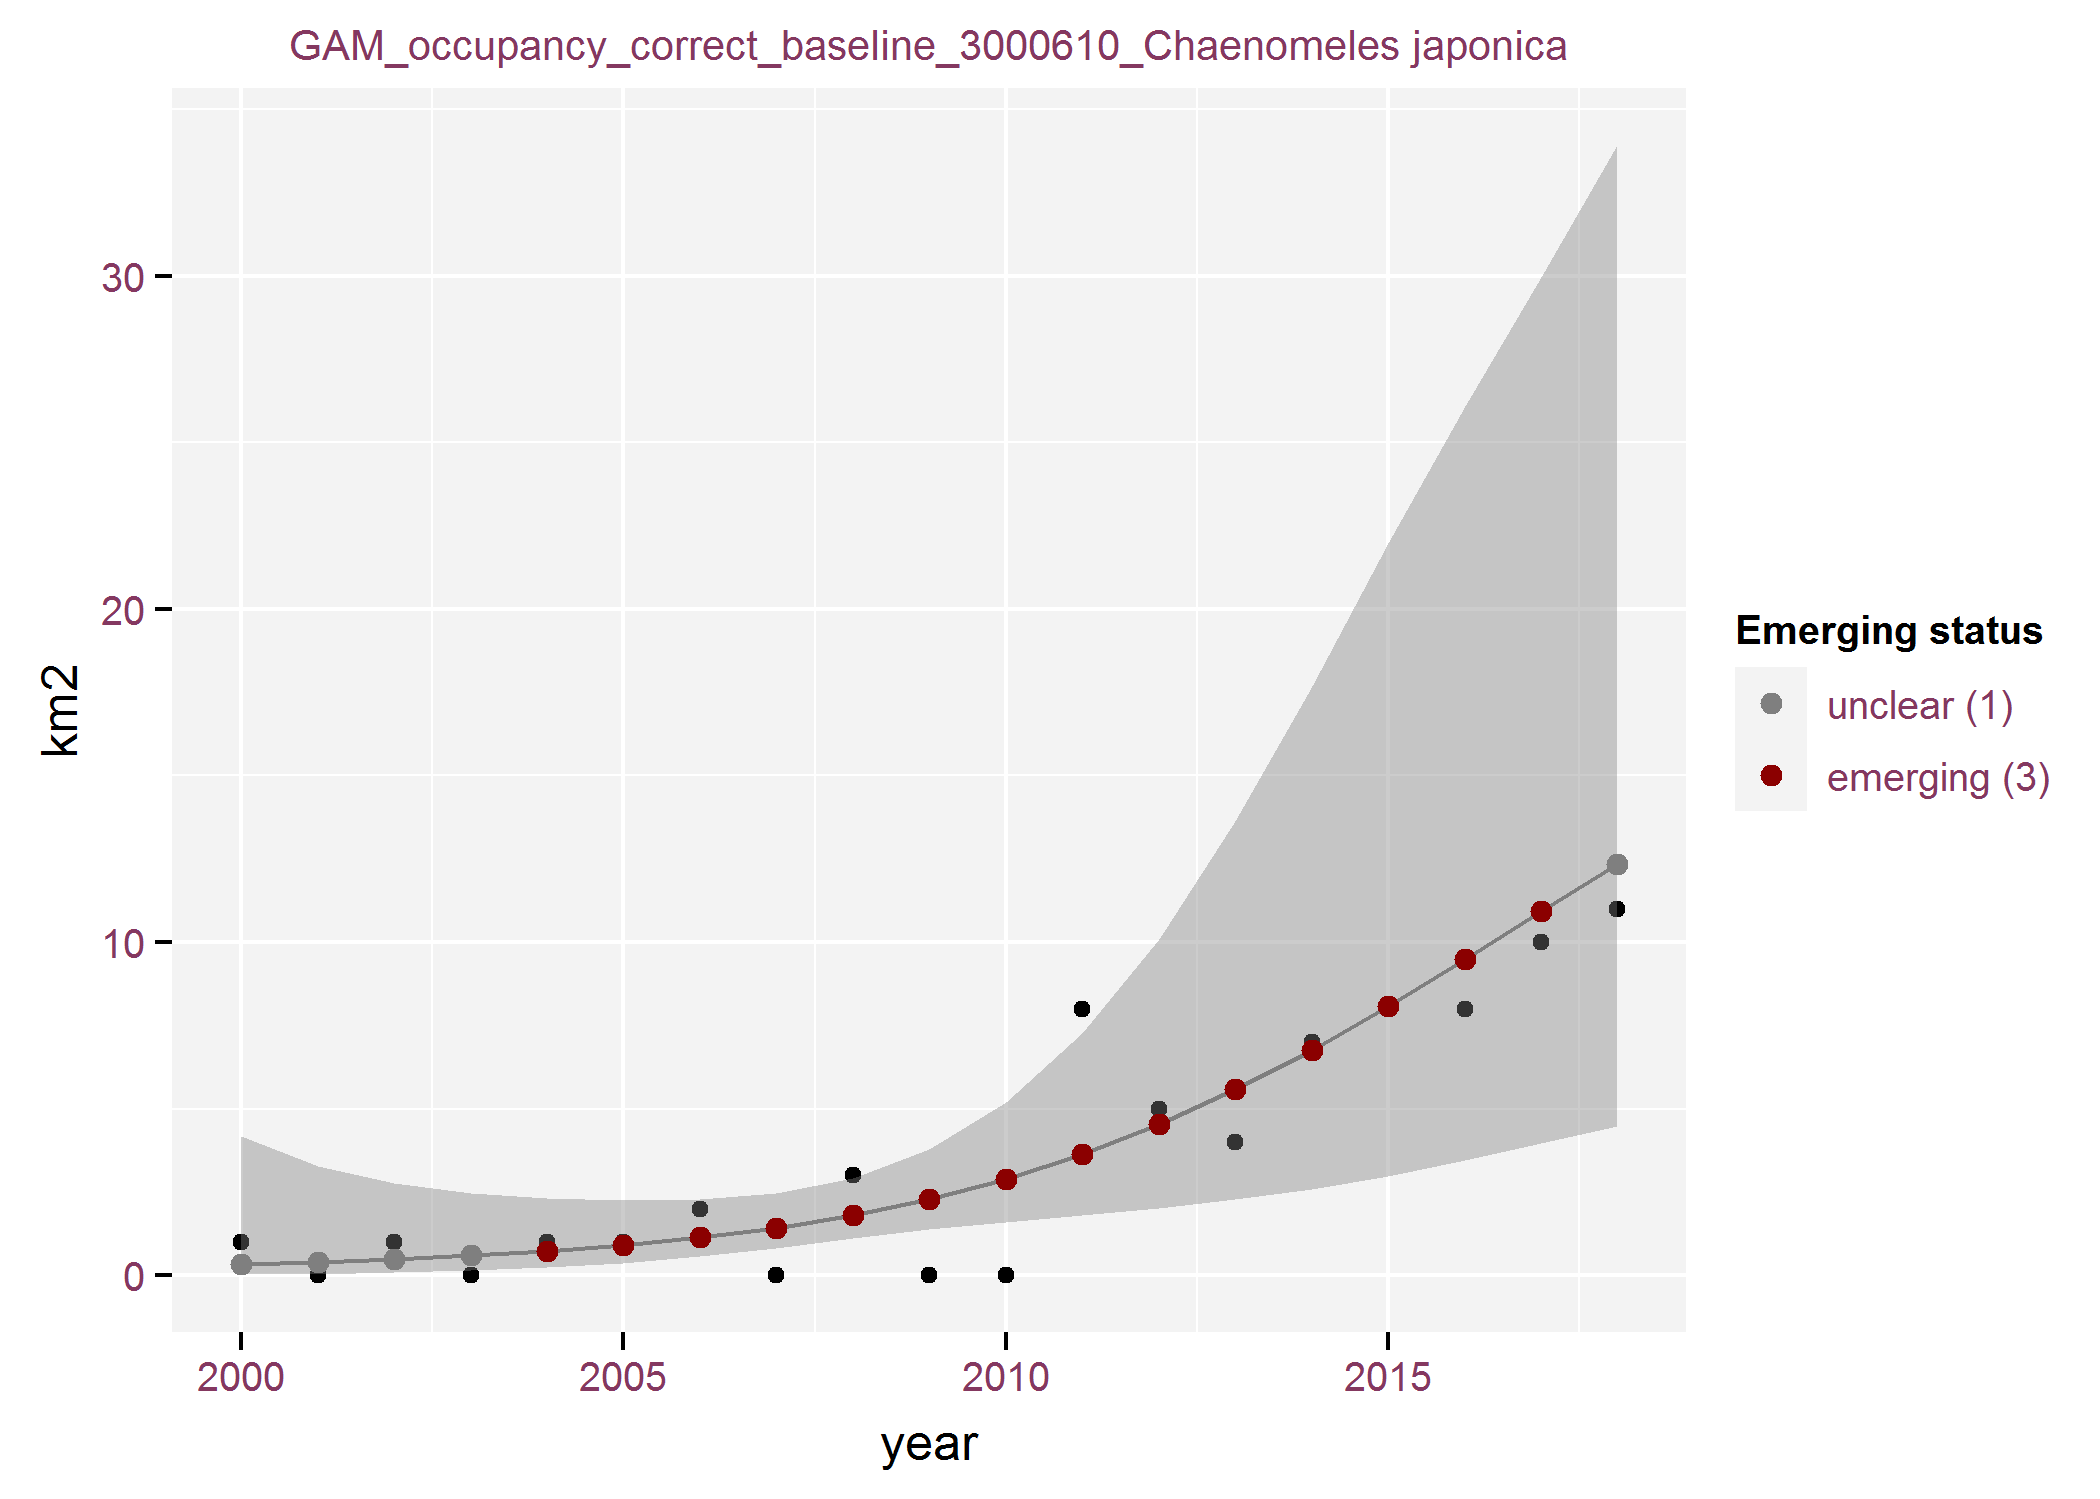 GAM_occupancy_correct_baseline_3000610_Chaenomeles japonica
30
20
10
0
km2
2000 2005 2010 2015
year
Emerging status
unclear (1)
emerging (3)